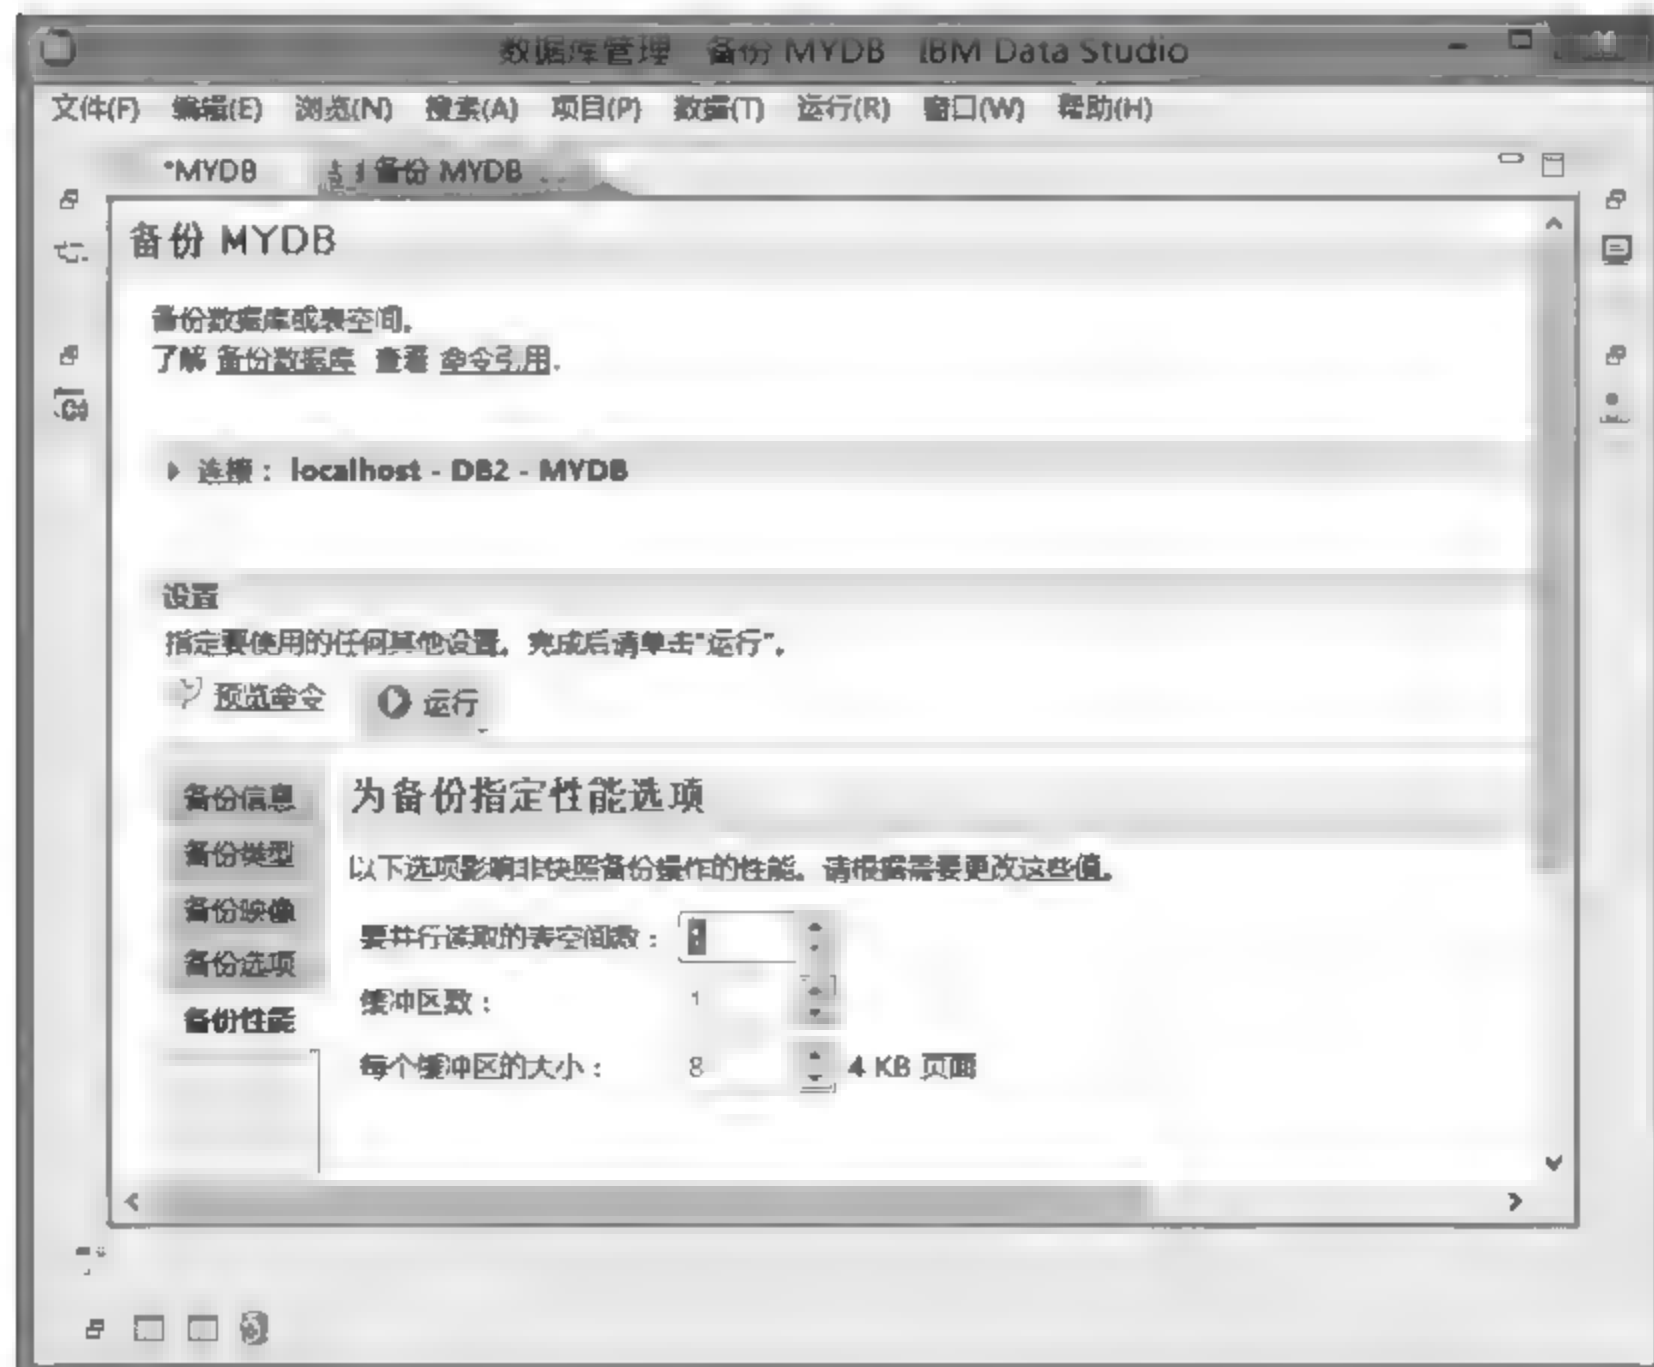 数据库管理 备份 MYDB IBM Data Studio
文件(F) 编辑(E) 浏览(N) 搜索(A) 项目(P) 数据(T) 运行(R) 窗口(W) 帮助(H)
*MYDB 备份 MYDB
备份 MYDB
备份数据库或表空间。
了解 备份数据库 查看 命令引用.
连接： localhost - DB2 - MYDB
设置
指定要使用的任何其他设置。完成后请单击"运行"。
预览命令 运行
备份信息
备份类型
备份映像
备份选项
备份性能
为备份指定性能选项
以下选项影响非快照备份操作的性能。请根据需要更改这些值。
要并行读取的表空间数：
缓冲区数： 1
每个缓冲区的大小： 8 4 KB 页面